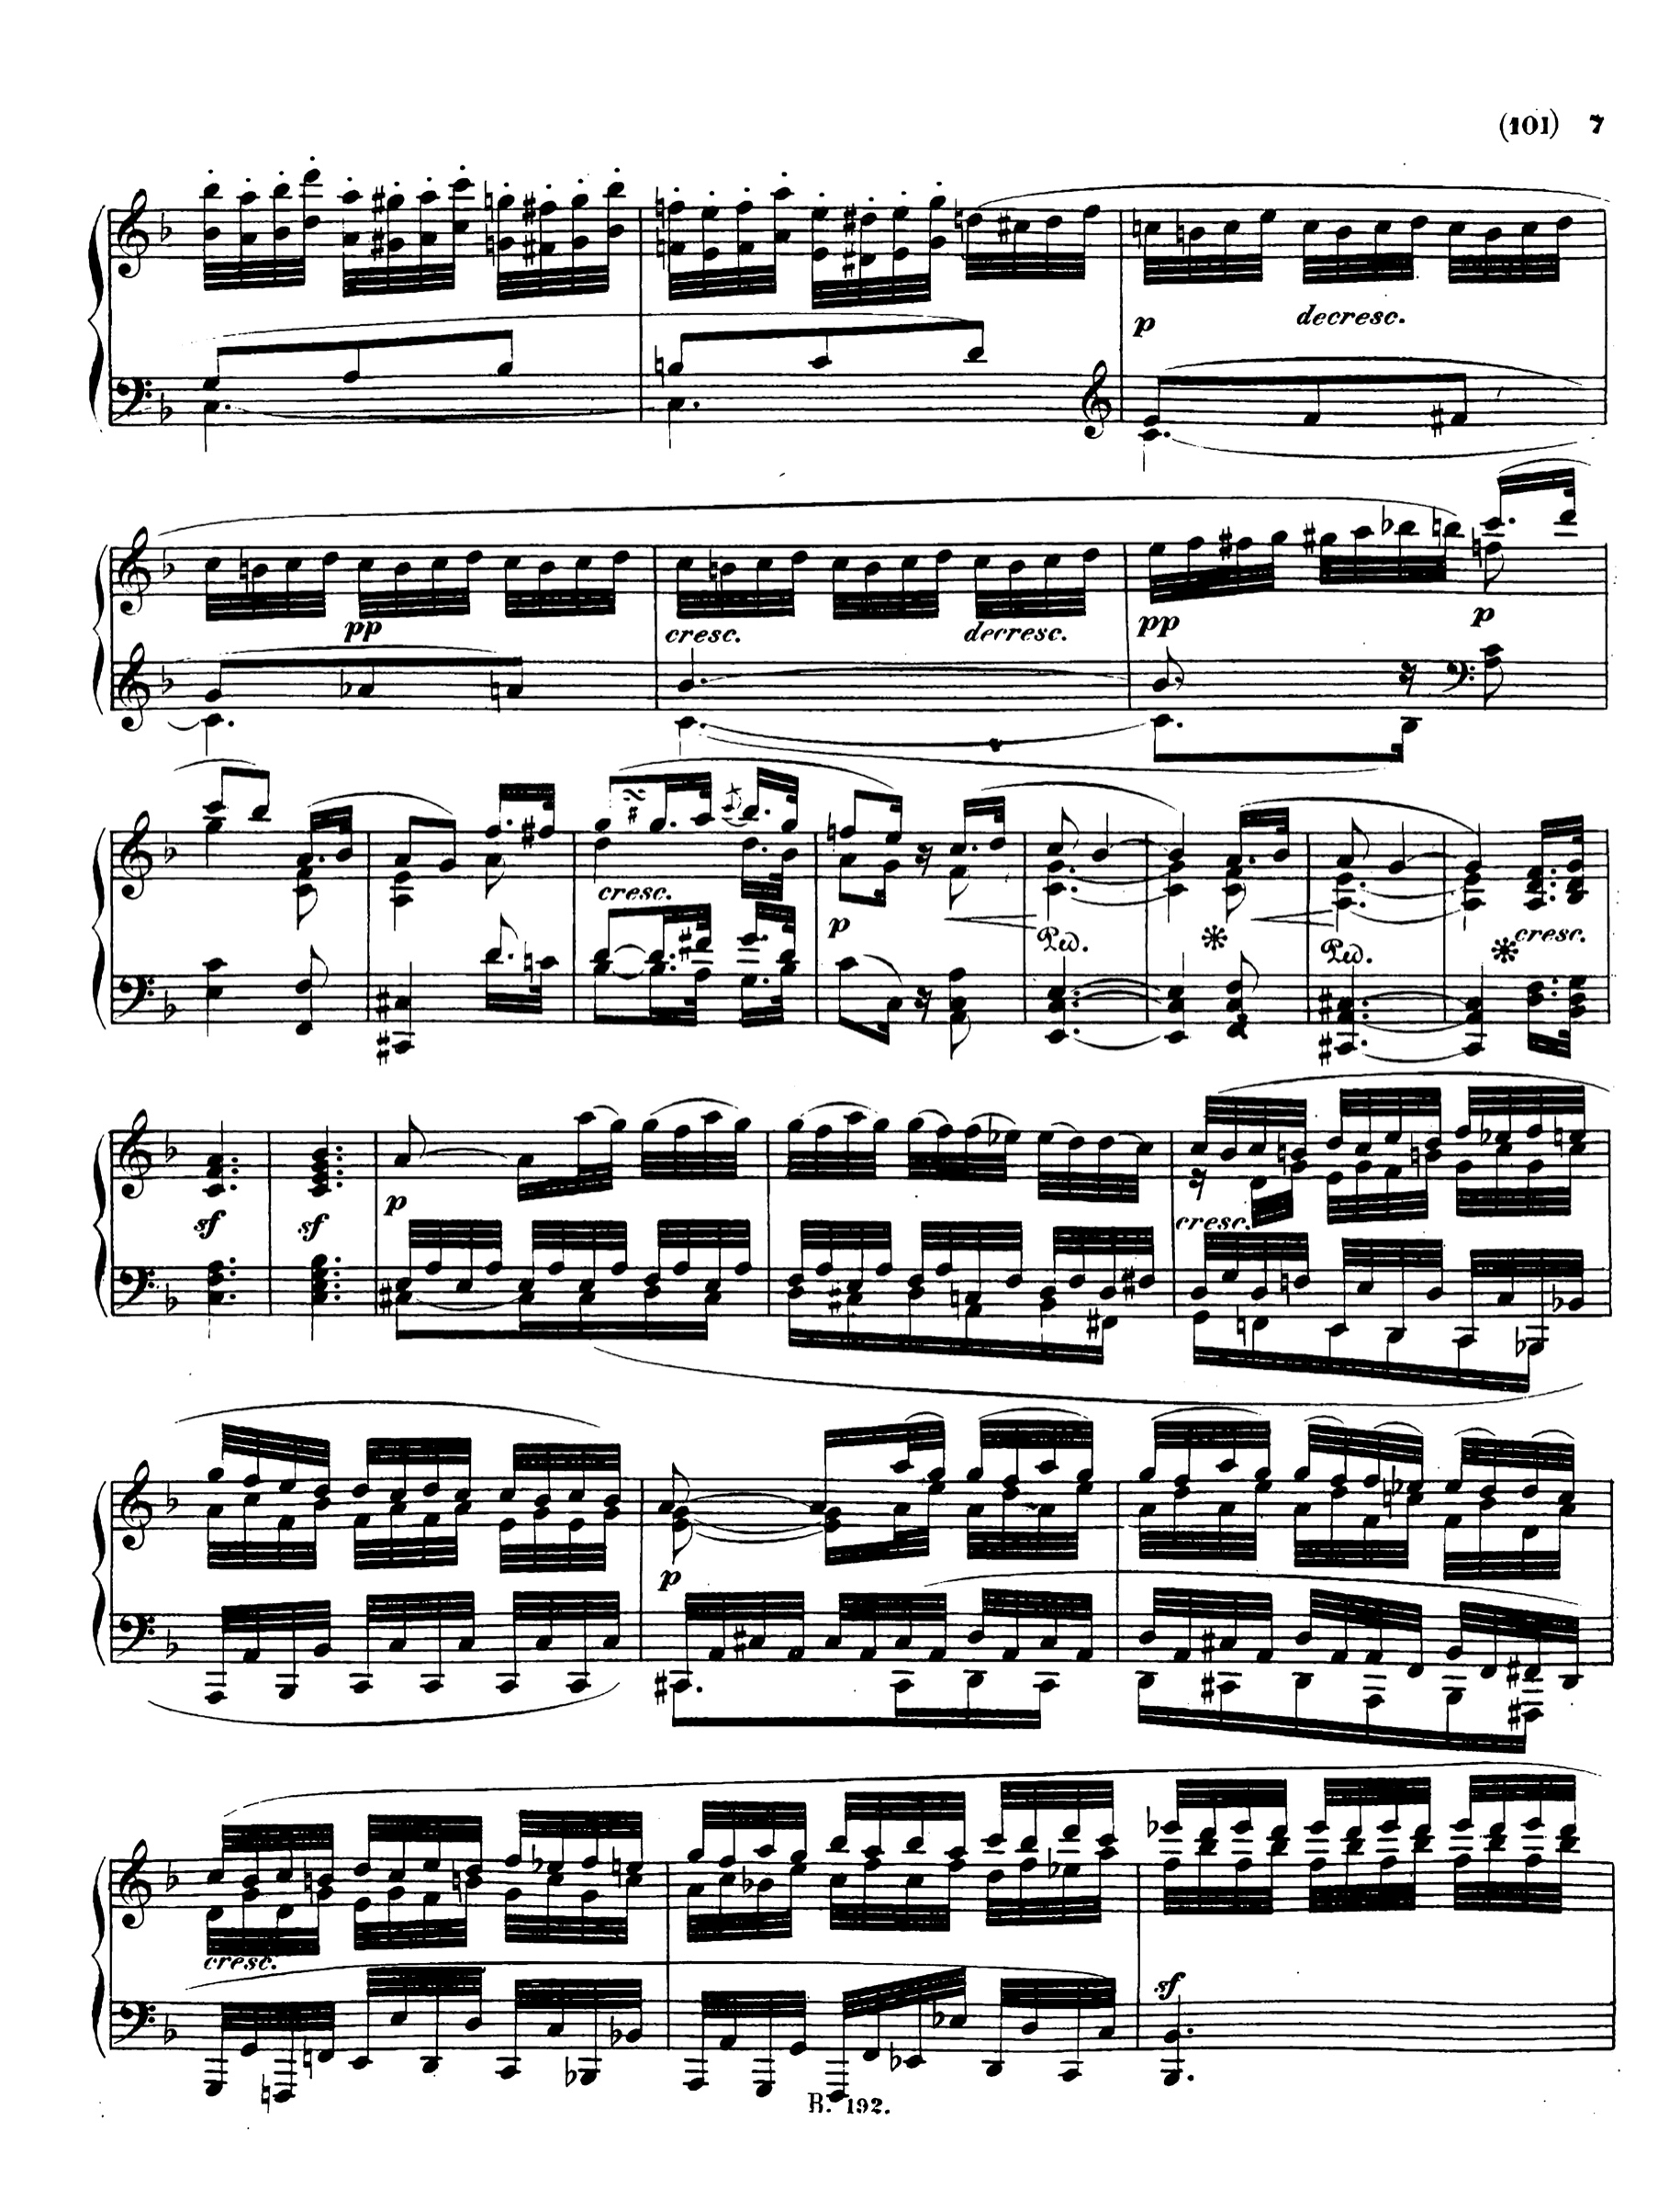 (101) 7
p decresc.
pp cresc. decresc. pp p
cresc. p Ped. Ped. cresc.
sf sf p cresc.
p
cresc. sf
B. 192.